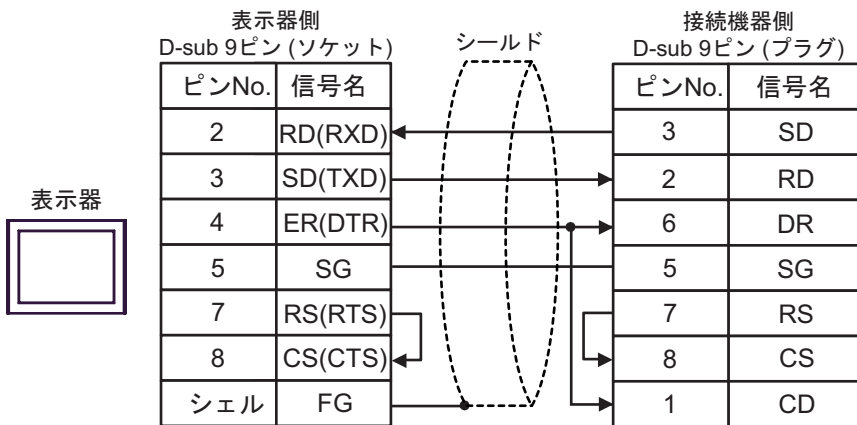 表示器側
D-sub 9ピン (ソケット)
シールド
接続機器側
D-sub 9ピン (プラグ)
表示器
ピンNo. 信号名
2 RD(RXD)
3 SD(TXD)
4 ER(DTR)
5 SG
7 RS(RTS)
8 CS(CTS)
シェル FG
ピンNo. 信号名
3 SD
2 RD
6 DR
5 SG
7 RS
8 CS
1 CD